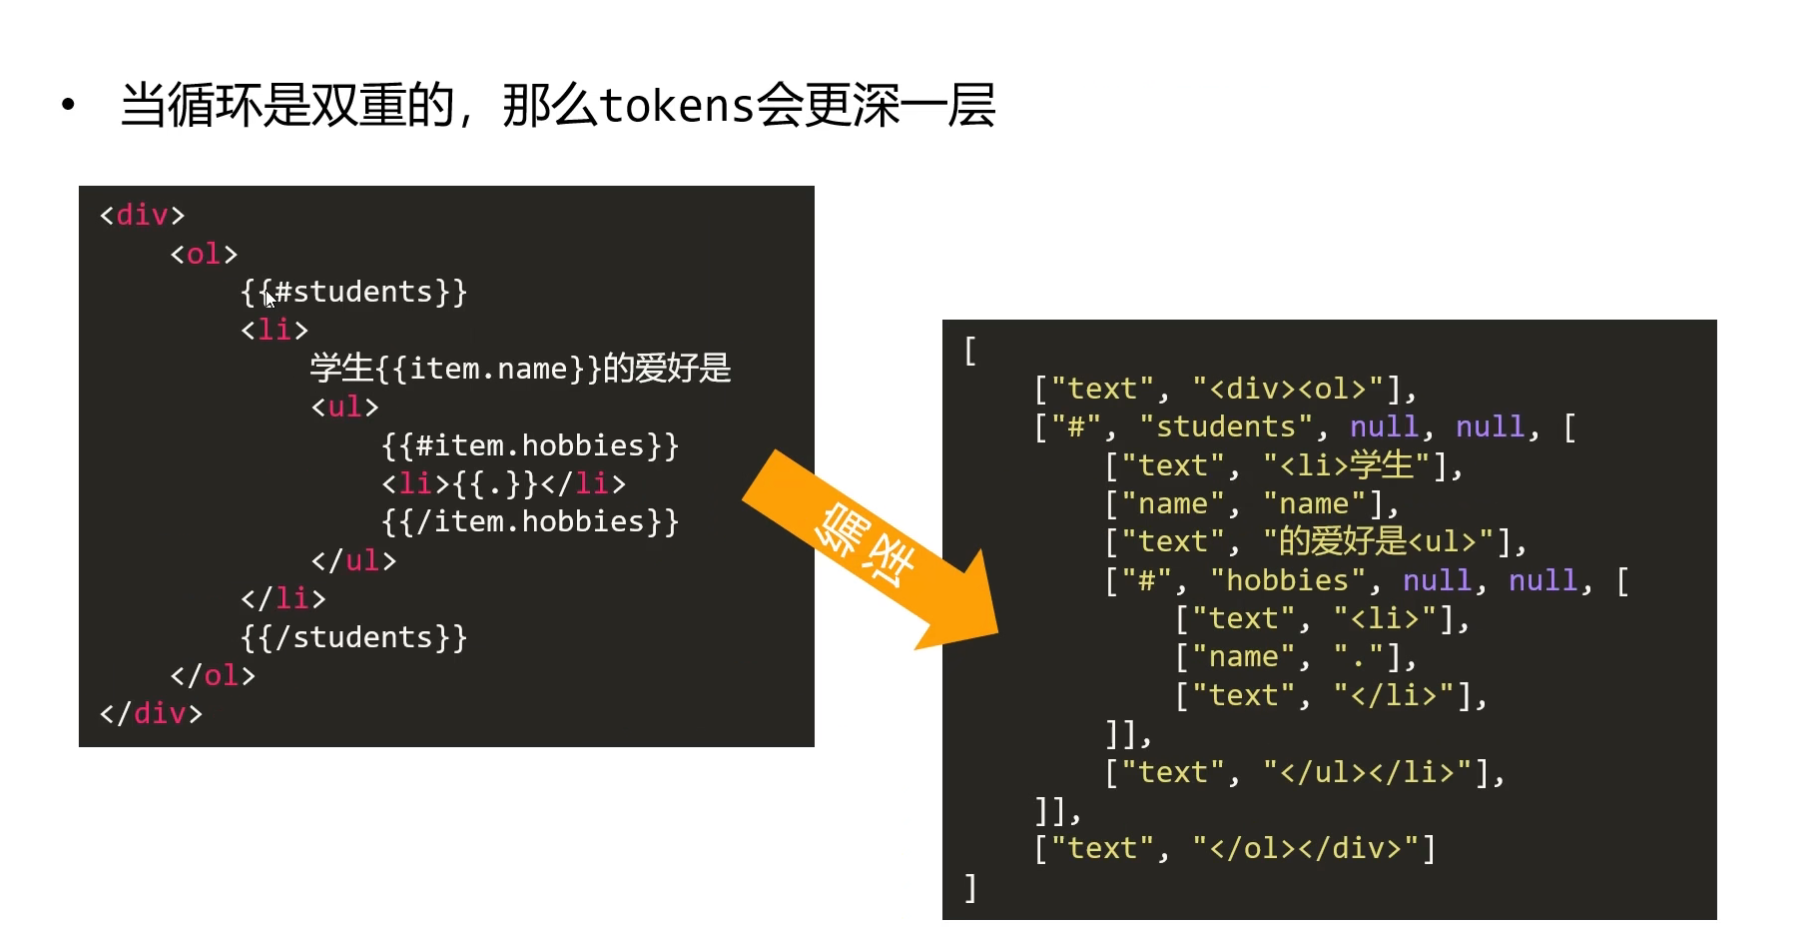 • 当循环是双重的，那么tokens会更深一层
<div>
<ol>
{{#students}}
<li>
学生{{item.name}}的爱好是
<ul>
{{#item.hobbies}}
<li>{{.}}</li>
{{/item.hobbies}}
</ul>
</li>
{{/students}}
</ol>
</div>
编译
[
["text", "<div><ol>"],
["#", "students", null, null, [
["text", "<li>学生"],
["name", "name"],
["text", "的爱好是<ul>"],
["#", "hobbies", null, null, [
["text", "<li>"],
["name", "."],
["text", "</li>"],
]],
["text", "</ul></li>"],
]],
["text", "</ol></div>"]
]